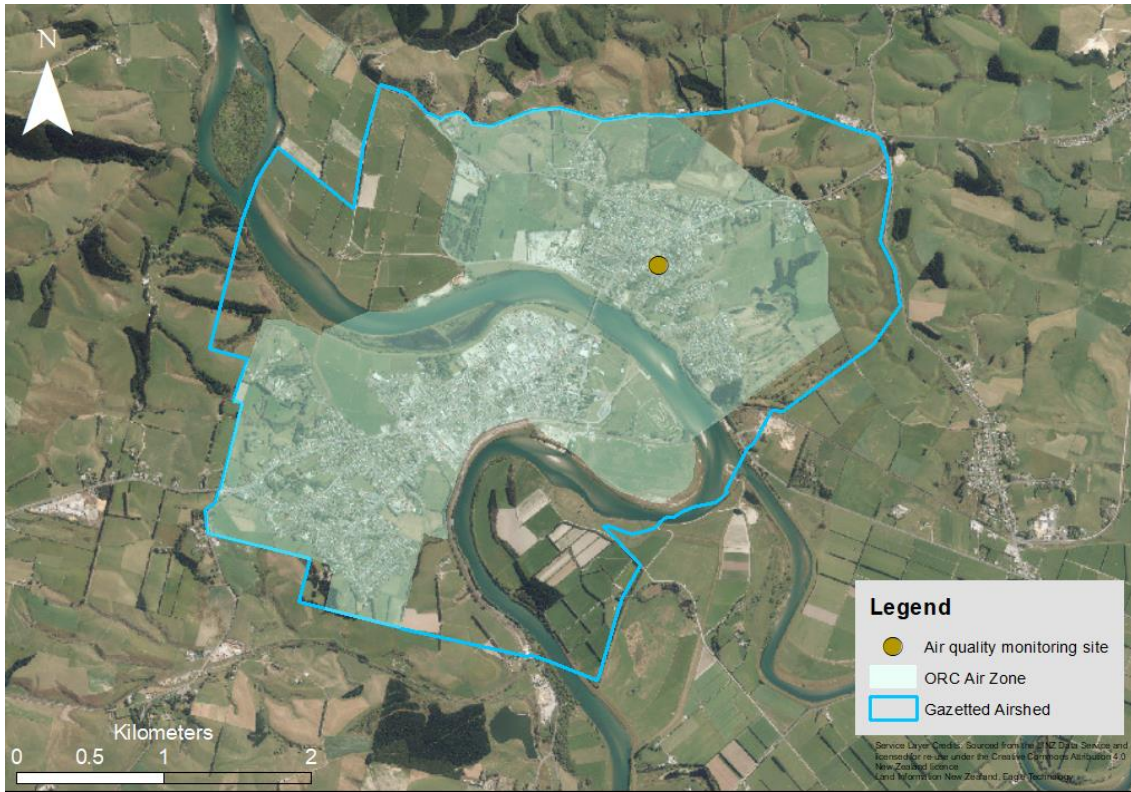 N
Kilometers
0 0.5 1 2
Legend
Air quality monitoring site
ORC Air Zone
Gazetted Airshed
Service Layer Credits: Sourced from the LINZ Data Service and
licensed for re-use under the Creative Commons Attribution 4.0
New Zealand licence
Land Information New Zealand, Eagle Technology